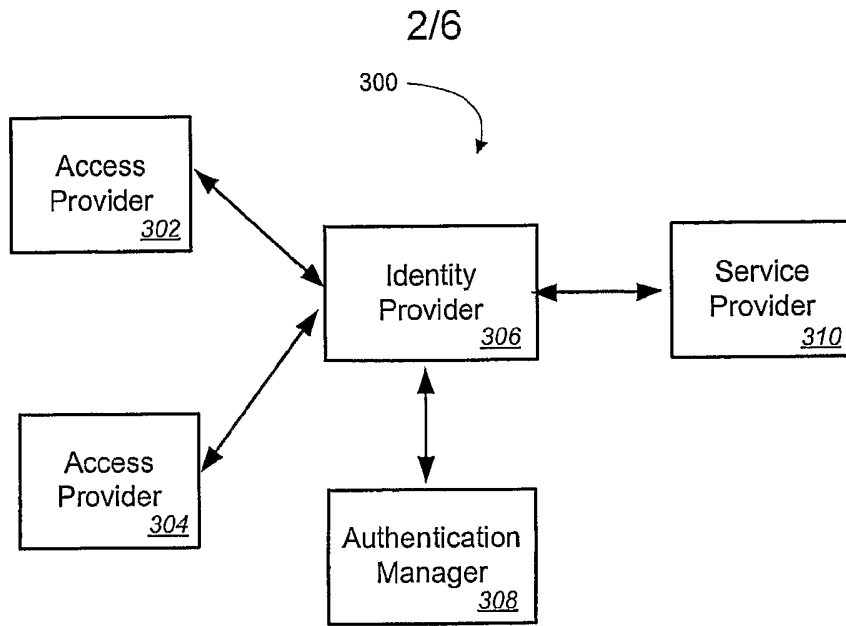 2/6
300
Access
Provider
302
Identity
Provider
306
Service
Provider
310
Access
Provider
304
Authentication
Manager
308